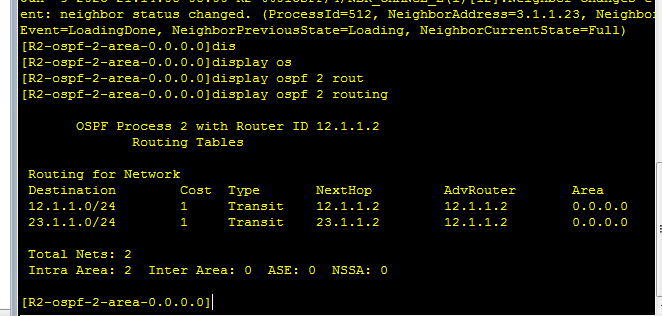 ent: neighbor status changed. (ProcessId=512, NeighborAddress=3.1.1.23, Neighbor
Event=LoadingDone, NeighborPreviousState=Loading, NeighborCurrentState=Full)
[R2-ospf-2-area-0.0.0.0]dis
[R2-ospf-2-area-0.0.0.0]display os
[R2-ospf-2-area-0.0.0.0]display ospf 2 rout
[R2-ospf-2-area-0.0.0.0]display ospf 2 routing
OSPF Process 2 with Router ID 12.1.1.2
Routing Tables
Routing for Network
Destination Cost Type NextHop AdvRouter Area
12.1.1.0/24 1 Transit 12.1.1.2 12.1.1.2 0.0.0.0
23.1.1.0/24 1 Transit 23.1.1.2 12.1.1.2 0.0.0.0
Total Nets: 2
Intra Area: 2 Inter Area: 0 ASE: 0 NSSA: 0
[R2-ospf-2-area-0.0.0.0]